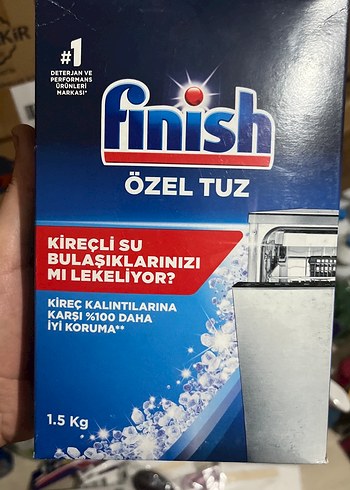 #1
DETERJAN VE
PERFORMANS
ÜRÜNLERİ
MARKASI*
finish
ÖZEL TUZ
KİREÇLİ SU
BULAŞIKLARINIZI
MI LEKELİYOR?
KİREÇ KALINTILARINA
KARŞI %100 DAHA
İYİ KORUMA**
1.5 Kg